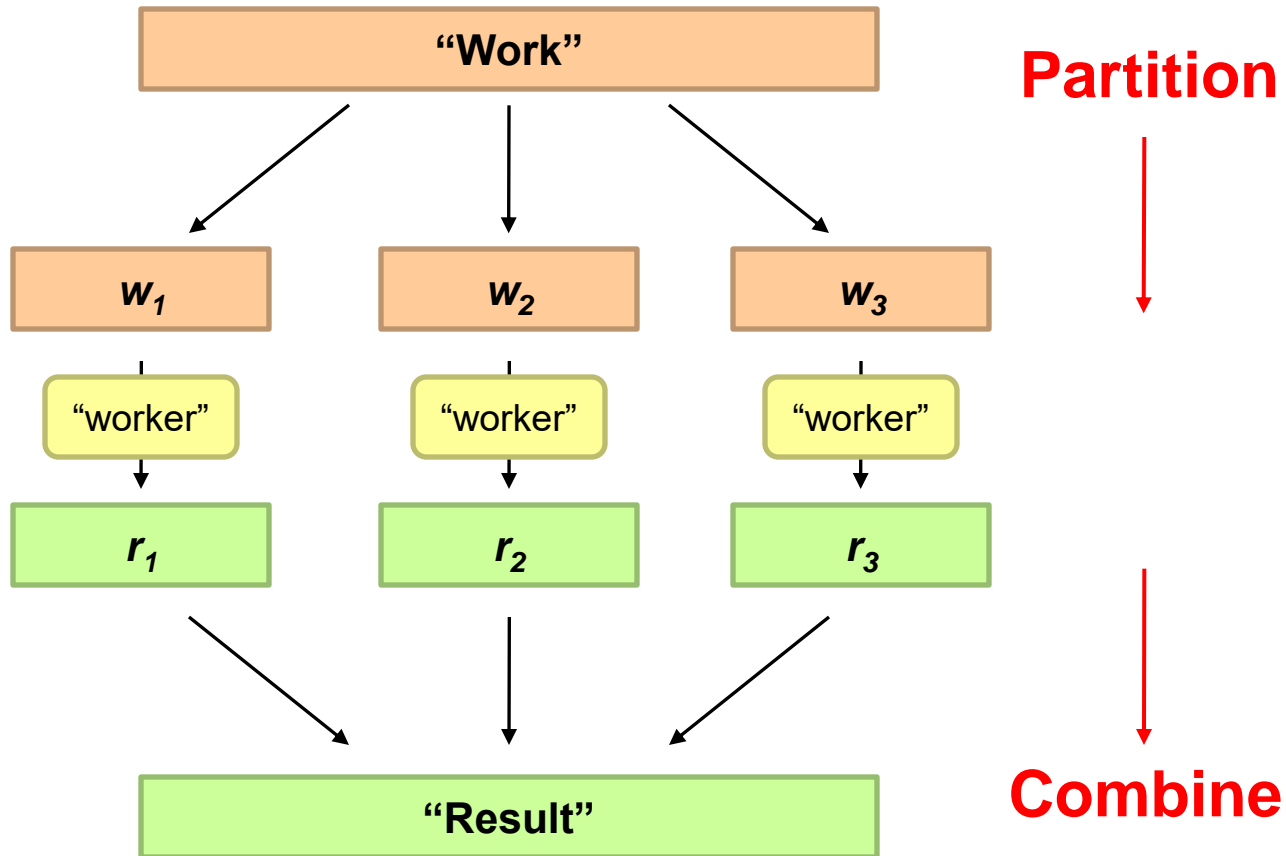 “Work”
Partition
w₁ w₂ w₃
“worker” “worker” “worker”
r₁ r₂ r₃
“Result”
Combine